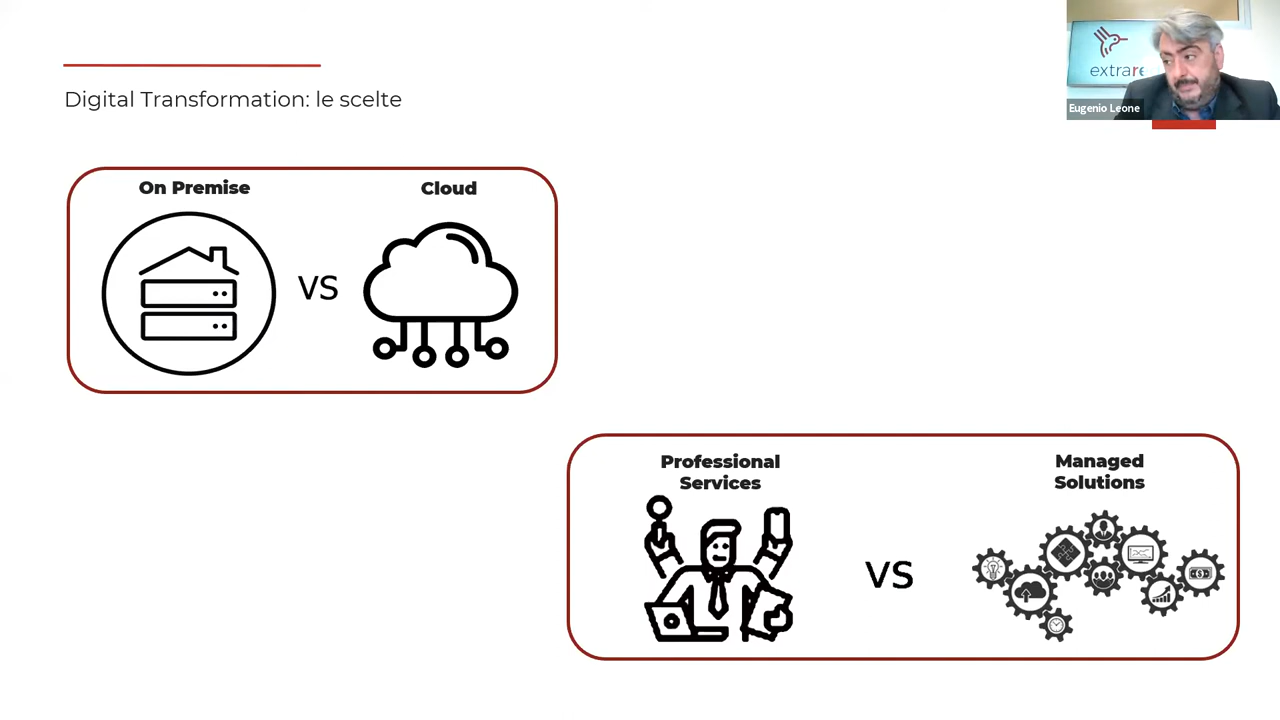 Digital Transformation: le scelte
extrare
Eugenio Leone
On Premise
Cloud
VS
Professional
Services
Managed
Solutions
VS